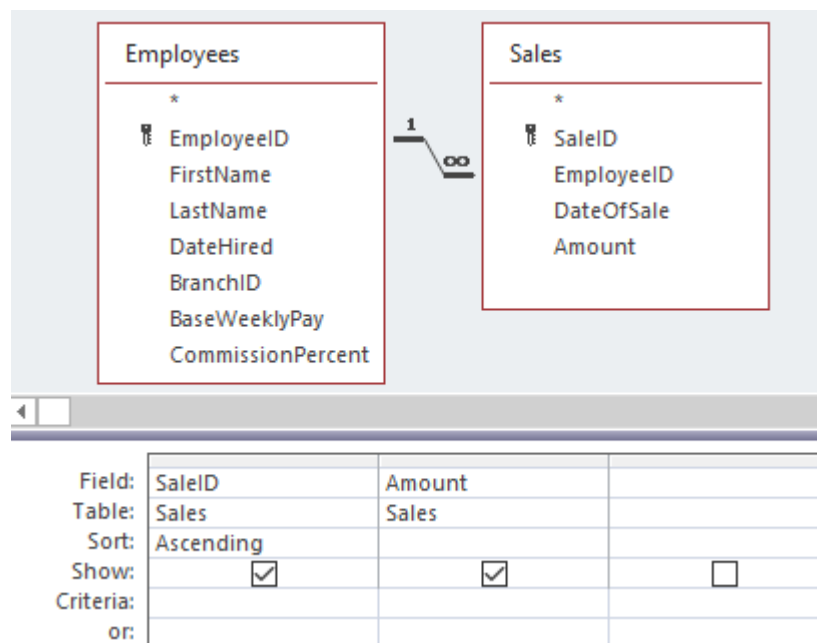 Employees
*
EmployeeID
FirstName
LastName
DateHired
BranchID
BaseWeeklyPay
CommissionPercent
1
∞
Sales
*
SaleID
EmployeeID
DateOfSale
Amount
Field: SaleID Amount
Table: Sales Sales
Sort: Ascending
Show:
Criteria:
or: